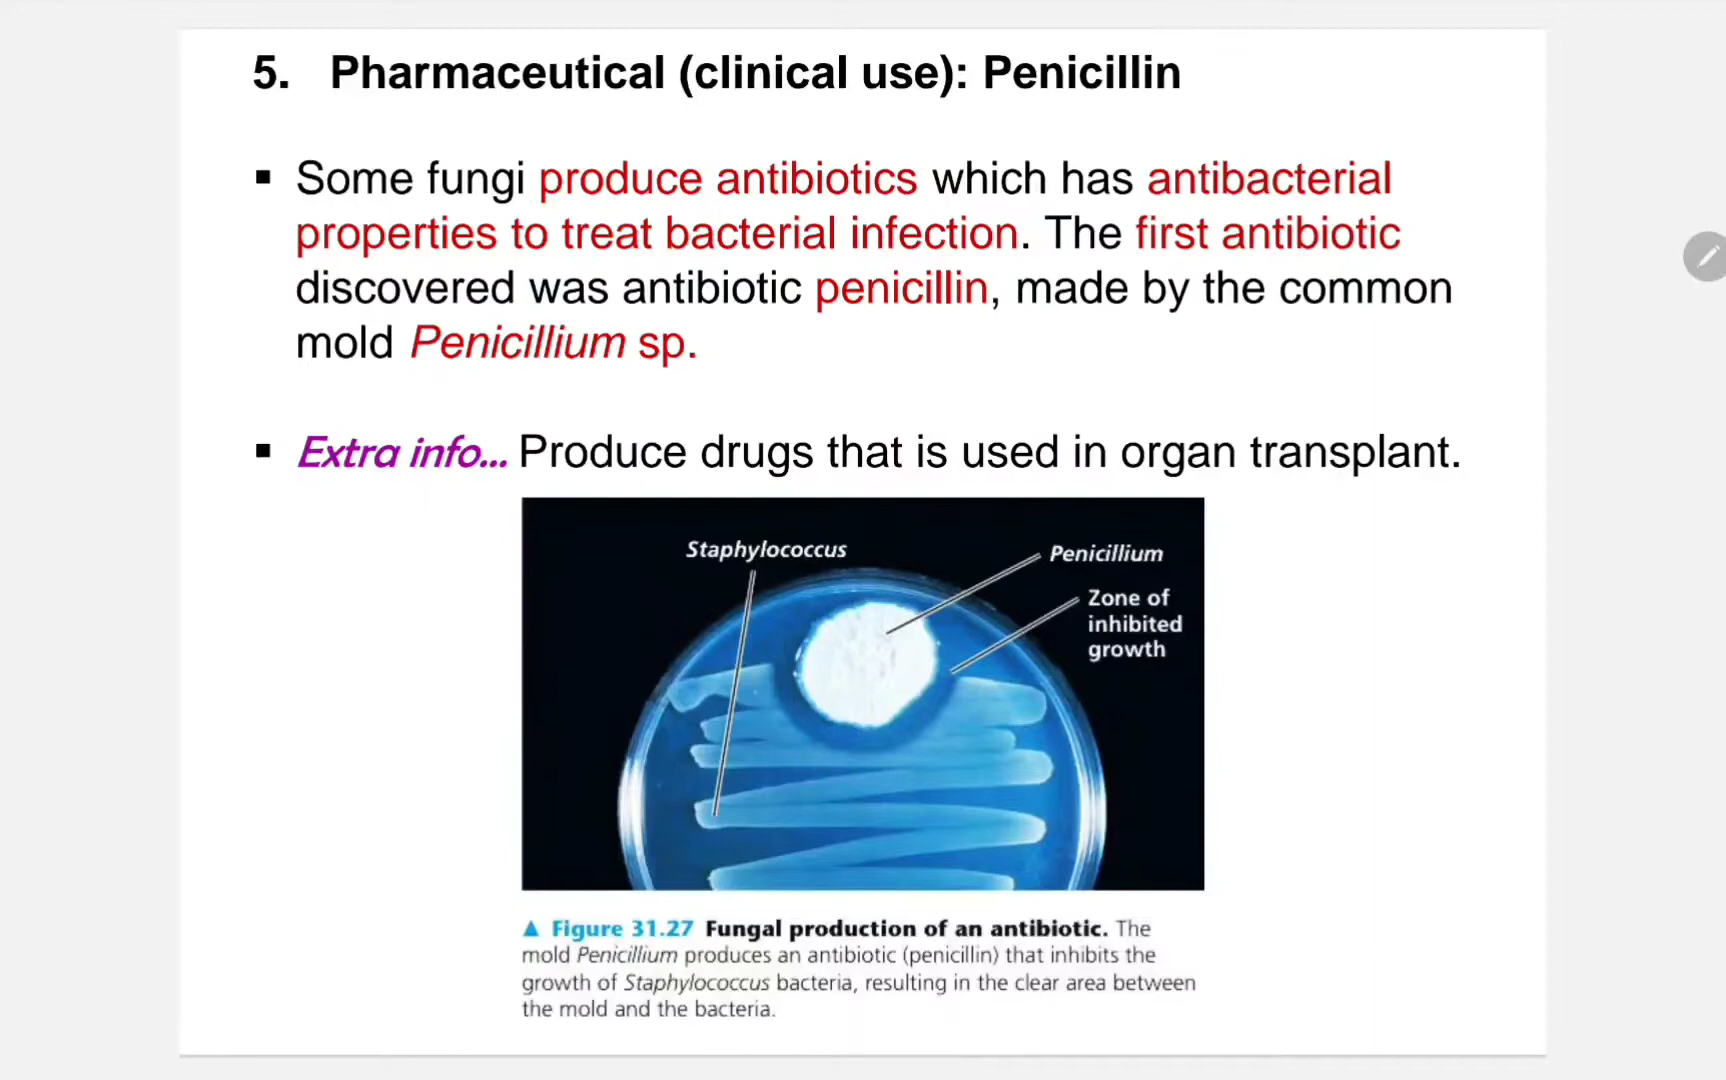 5. Pharmaceutical (clinical use): Penicillin
▪ Some fungi produce antibiotics which has antibacterial
properties to treat bacterial infection. The first antibiotic
discovered was antibiotic penicillin, made by the common
mold Penicillium sp.
▪ Extra info... Produce drugs that is used in organ transplant.
Staphylococcus
Penicillium
Zone of
inhibited
growth
▲ Figure 31.27 Fungal production of an antibiotic. The
mold Penicillium produces an antibiotic (penicillin) that inhibits the
growth of Staphylococcus bacteria, resulting in the clear area between
the mold and the bacteria.